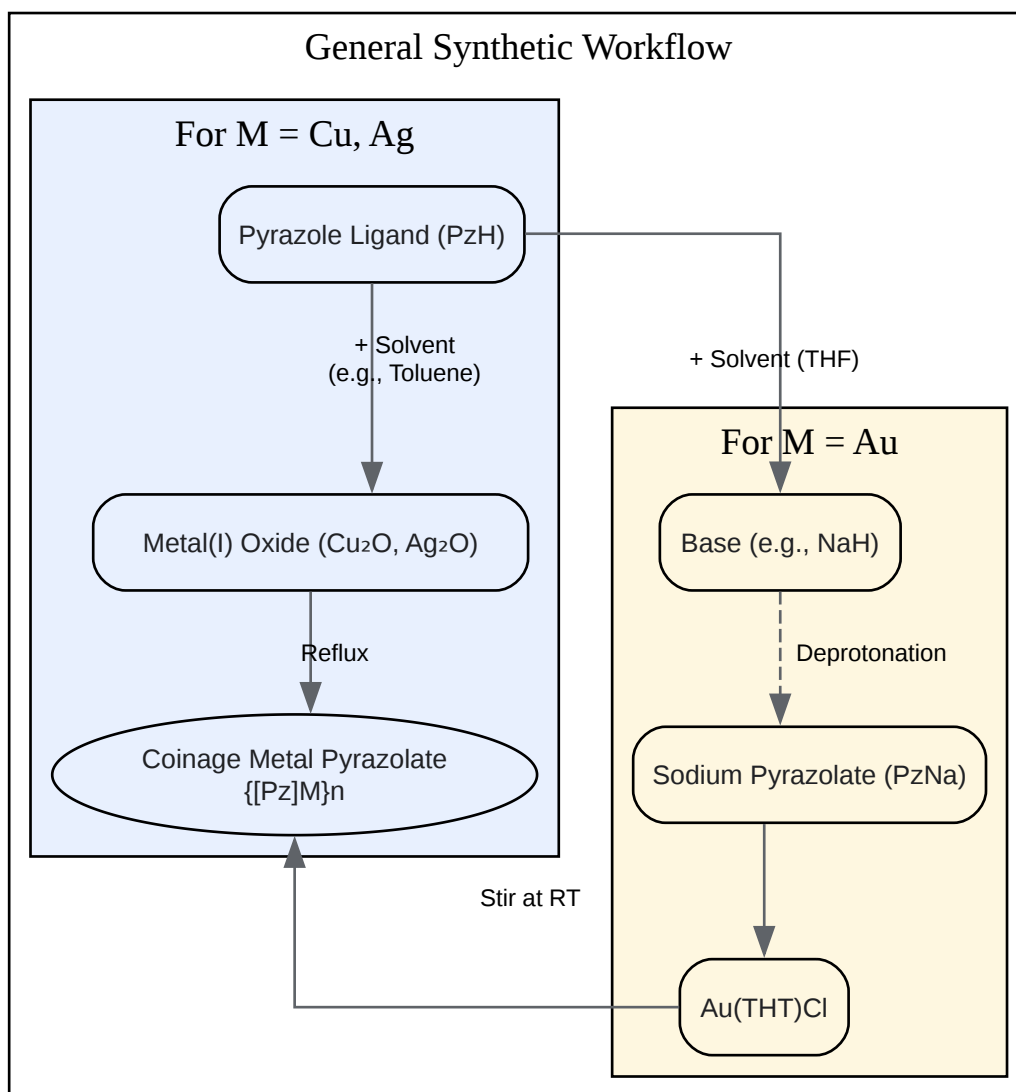 General Synthetic Workflow
For M = Cu, Ag
Pyrazole Ligand (PzH)
+ Solvent
(e.g., Toluene)
+ Solvent (THF)
For M = Au
Metal(I) Oxide (Cu₂O, Ag₂O)
Base (e.g., NaH)
Reflux
Deprotonation
Coinage Metal Pyrazolate
{[Pz]M}n
Sodium Pyrazolate (PzNa)
Stir at RT
Au(THT)Cl